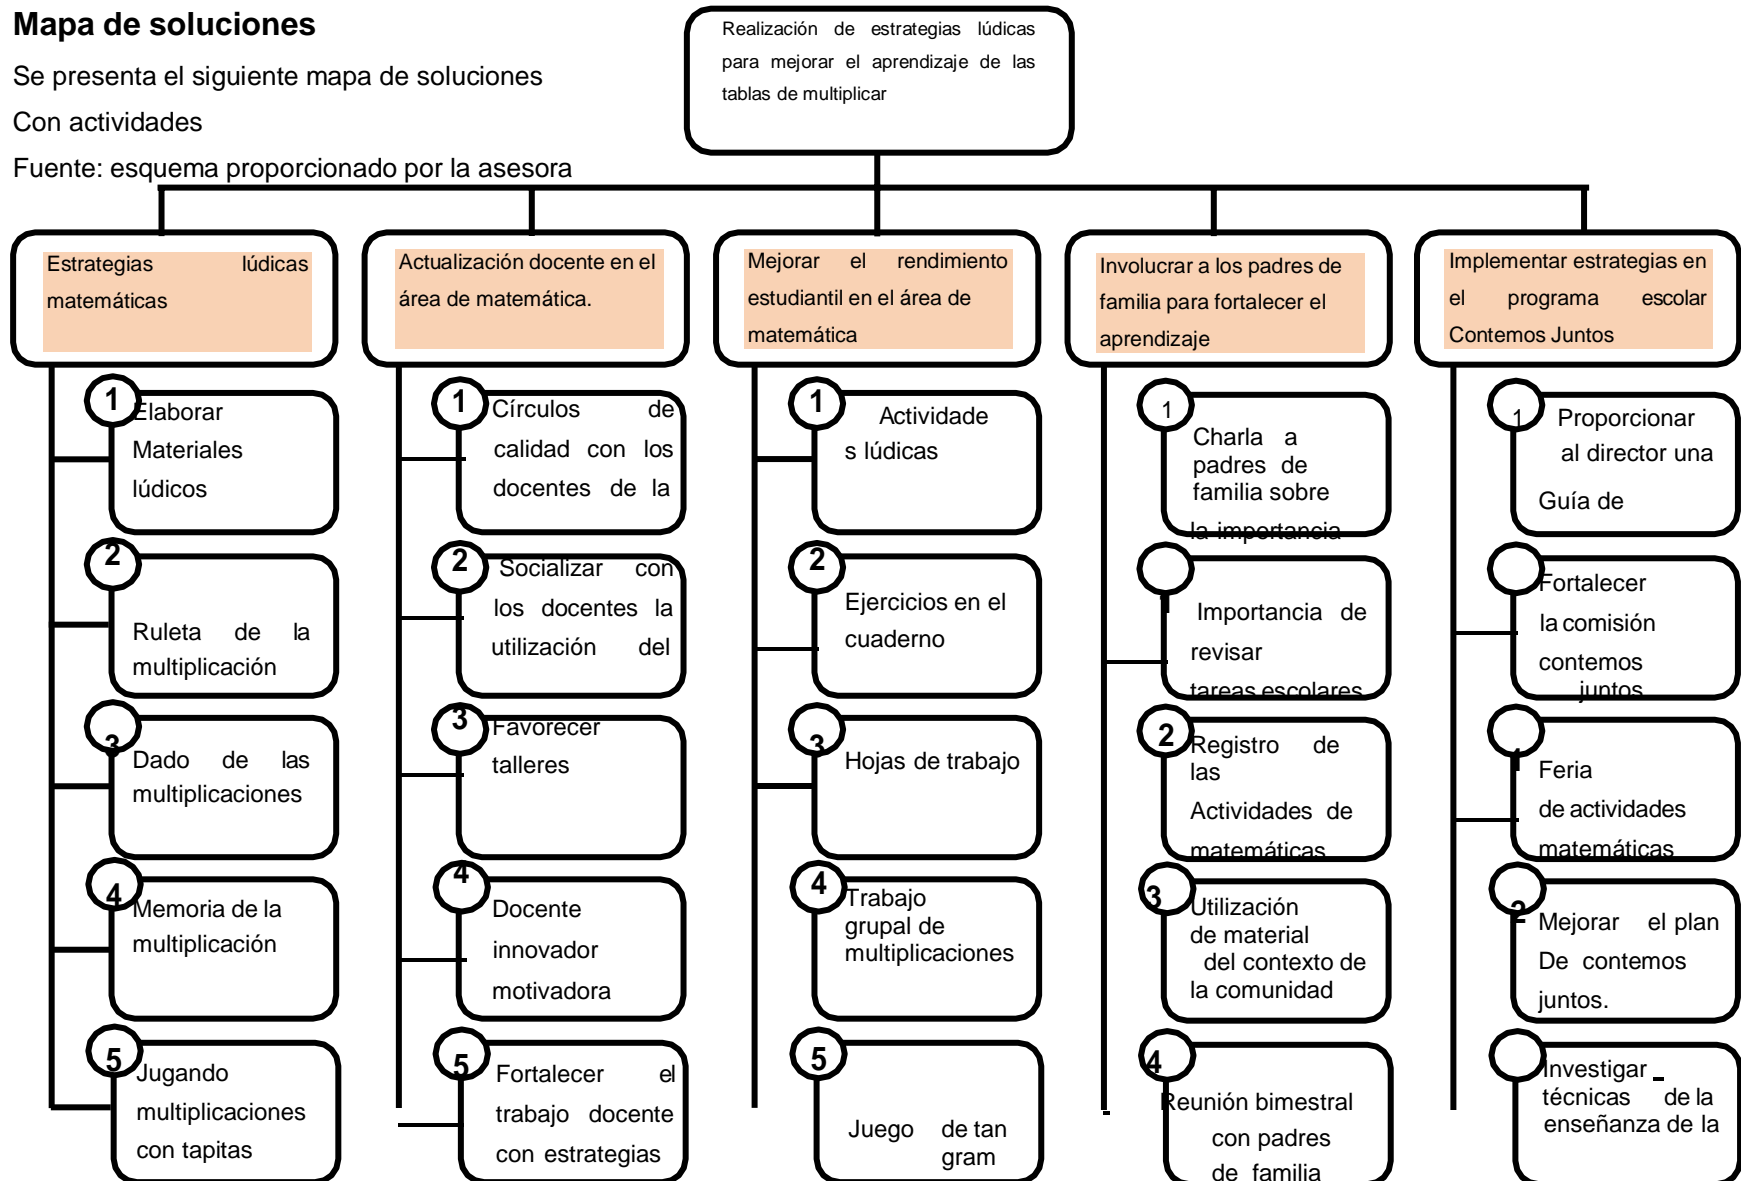 Mapa de soluciones
Se presenta el siguiente mapa de soluciones
Con actividades
Fuente: esquema proporcionado por la asesora
Realización de estrategias lúdicas
para mejorar el aprendizaje de las
tablas de multiplicar
Estrategias lúdicas
matemáticas
1
Elaborar
Materiales
lúdicos
2
Ruleta de la
multiplicación
3
Dado de las
multiplicaciones
4
Memoria de la
multiplicación
5
Jugando
multiplicaciones
con tapitas
Actualización docente en el
área de matemática.
1
Círculos de
calidad con los
docentes de la
2
Socializar con
los docentes la
utilización del
3
Favorecer
talleres
4
Docente
innovador
motivadora
5
Fortalecer el
trabajo docente
con estrategias
Mejorar el rendimiento
estudiantil en el área de
matemática
1
Actividade
s lúdicas
2
Ejercicios en el
cuaderno
3
Hojas de trabajo
4
Trabajo
grupal de
multiplicaciones
5
Juego de tan
gram
Involucrar a los padres de
familia para fortalecer el
aprendizaje
1
Charla a
padres de
familia sobre
la importancia
1
Importancia de
revisar
tareas escolares
2
Registro de
las
Actividades de
matemáticas
3
Utilización
de material
del contexto de
la comunidad
4
Reunión bimestral
con padres
de familia
Implementar estrategias en
el programa escolar
Contemos Juntos
1
Proporcionar
al director una
Guía de
Fortalecer
la comisión
contemos
juntos
1
Feria
de actividades
matemáticas
2
Mejorar el plan
De contemos
juntos.
Investigar
técnicas de la
enseñanza de la